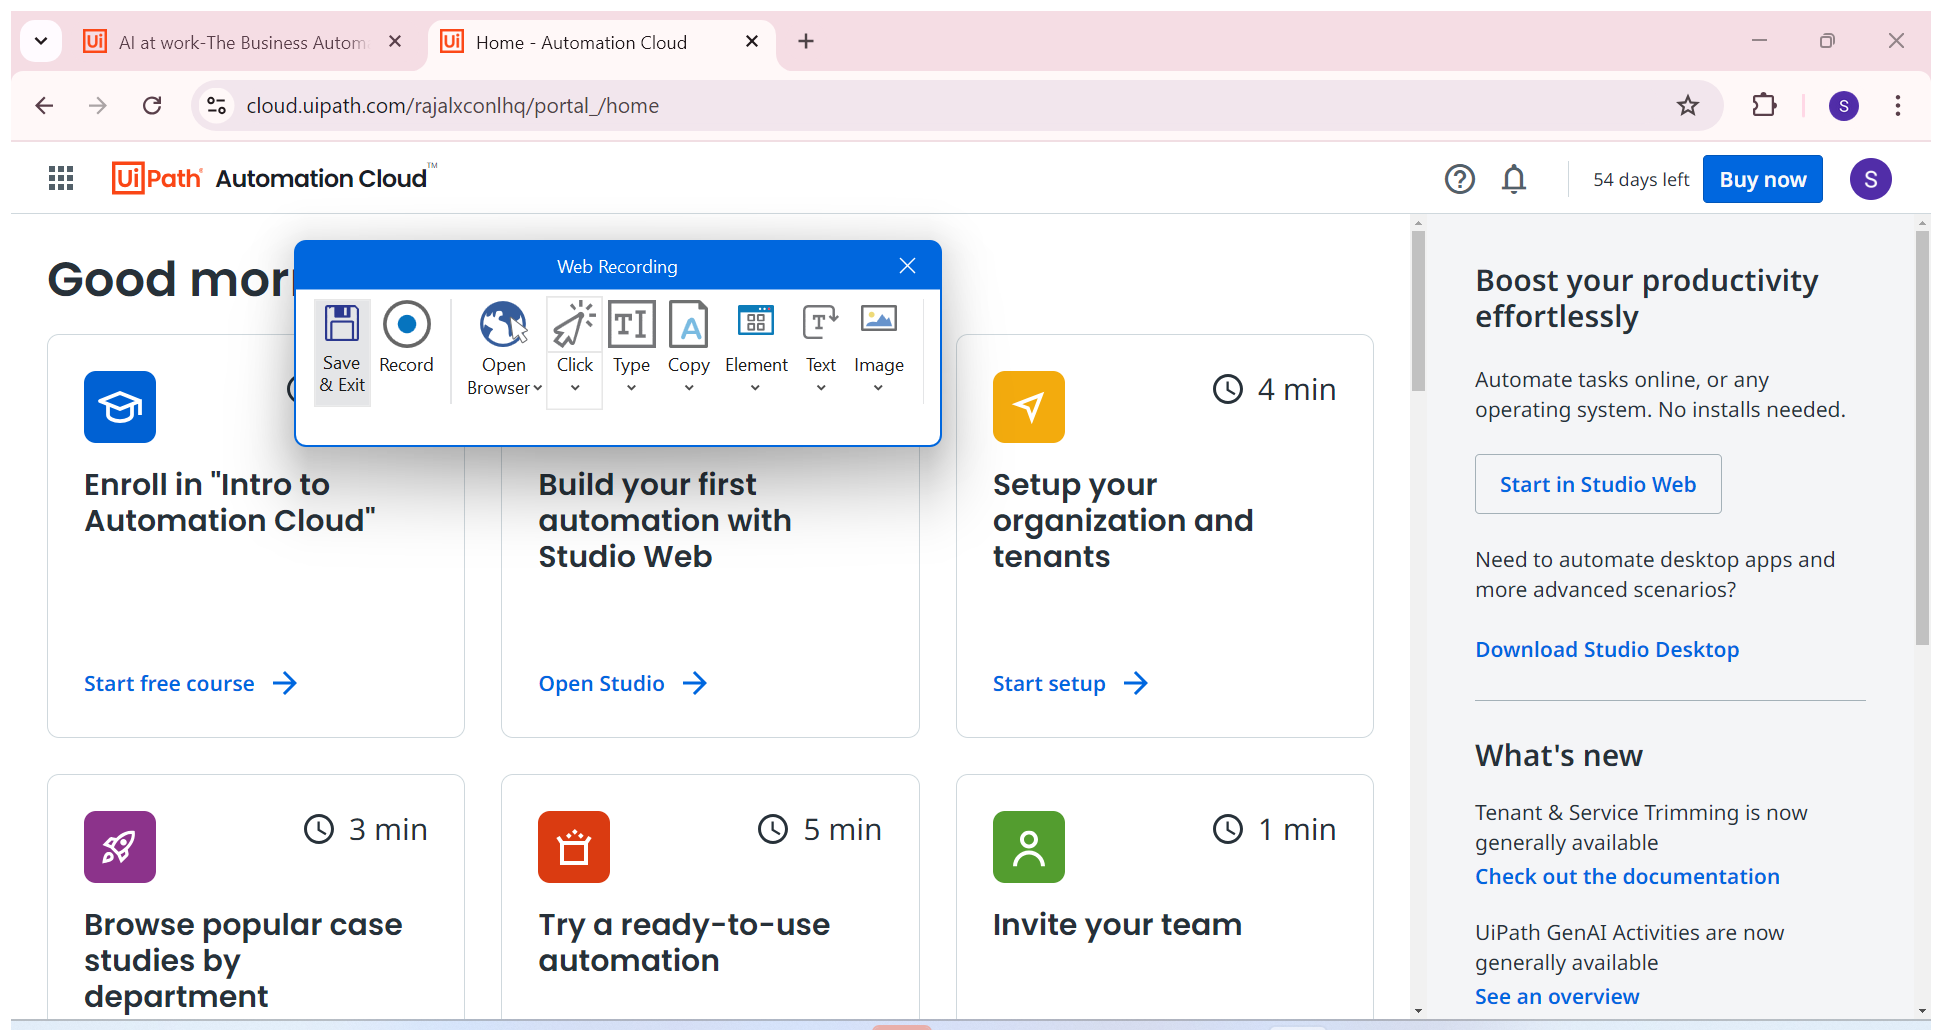 AI at work-The Business Autom
Home - Automation Cloud
cloud.uipath.com/rajalxconlhq/portal_/home
S
Ui Path Automation Cloud™
54 days left
Buy now
S
Good morn
Web Recording
Save
& Exit
Record
Open
Browser
Click
Type
Copy
Element
Text
Image
4 min
Enroll in "Intro to
Automation Cloud"
Start free course
Build your first
automation with
Studio Web
Open Studio
Setup your
organization and
tenants
Start setup
3 min
Browse popular case
studies by
department
5 min
Try a ready-to-use
automation
1 min
Invite your team
Boost your productivity
effortlessly
Automate tasks online, or any
operating system. No installs needed.
Start in Studio Web
Need to automate desktop apps and
more advanced scenarios?
Download Studio Desktop
What's new
Tenant & Service Trimming is now
generally available
Check out the documentation
UiPath GenAI Activities are now
generally available
See an overview